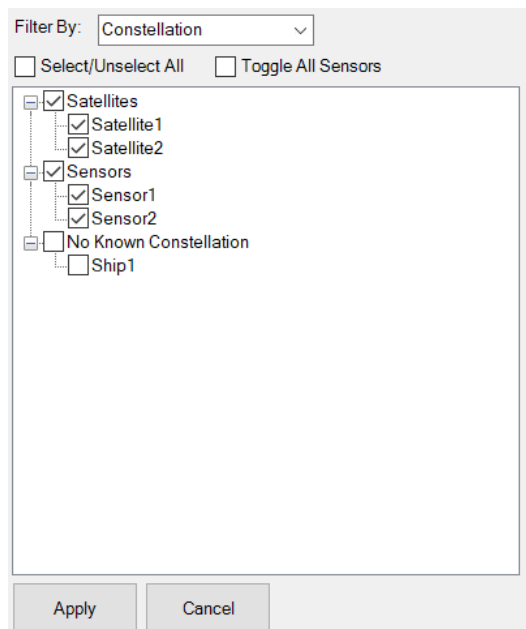 Filter By: Constellation
Select/Unselect All Toggle All Sensors
Satellites
Satellite1
Satellite2
Sensors
Sensor1
Sensor2
No Known Constellation
Ship1
Apply Cancel